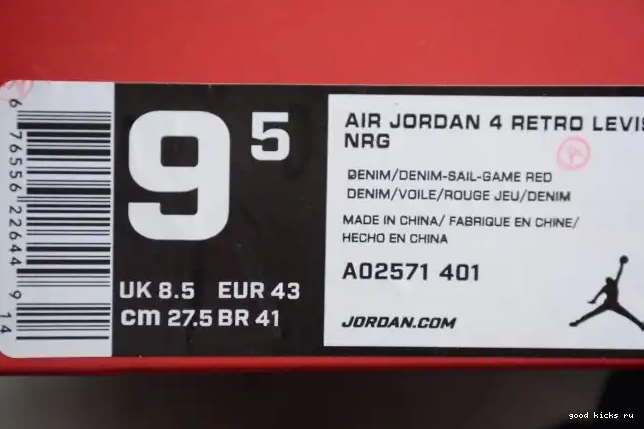 6 76556 22644 9 14
9 5
UK 8.5 EUR 43
cm 27.5 BR 41
AIR JORDAN 4 RETRO LEVIS
NRG
DENIM/DENIM-SAIL-GAME RED
DENIM/VOILE/ROUGE JEU/DENIM
MADE IN CHINA/ FABRIQUE EN CHINE/
HECHO EN CHINA
AO2571 401
JORDAN.COM
good kicks ru